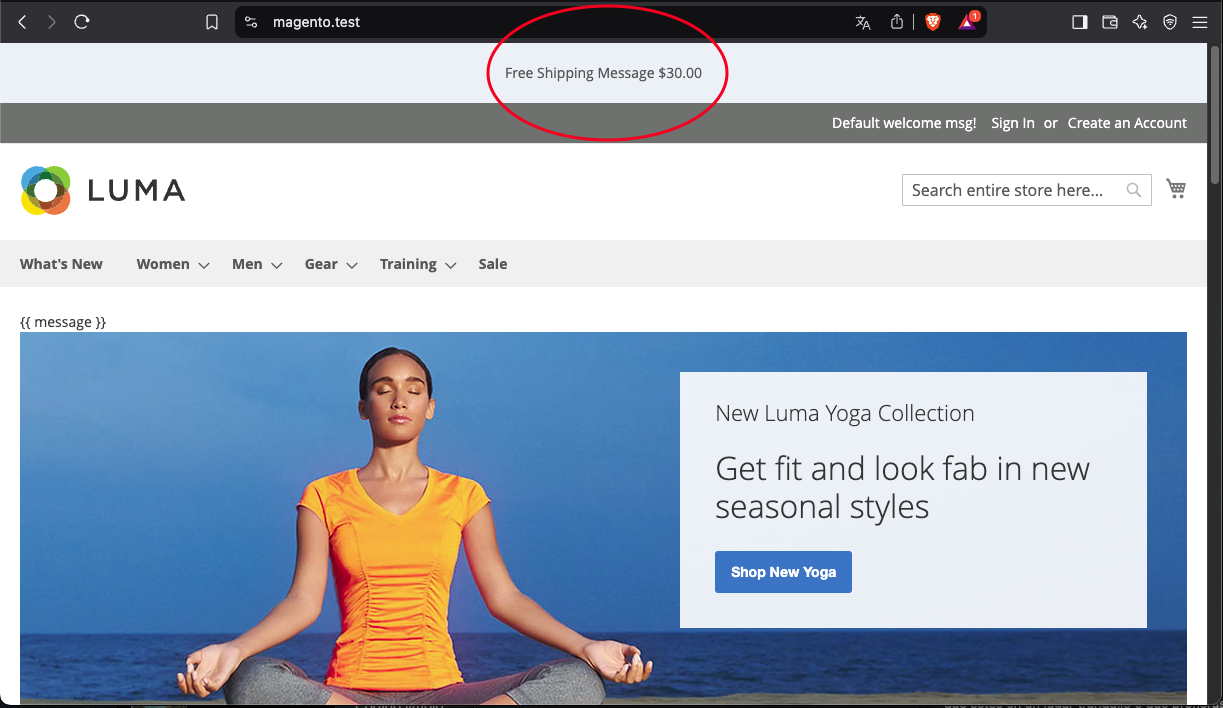 magento.test
1
Free Shipping Message $30.00
Default welcome msg! Sign In or Create an Account
LUMA
Search entire store here...
What's New Women Men Gear Training Sale
{{ message }}
New Luma Yoga Collection
Get fit and look fab in new
seasonal styles
Shop New Yoga